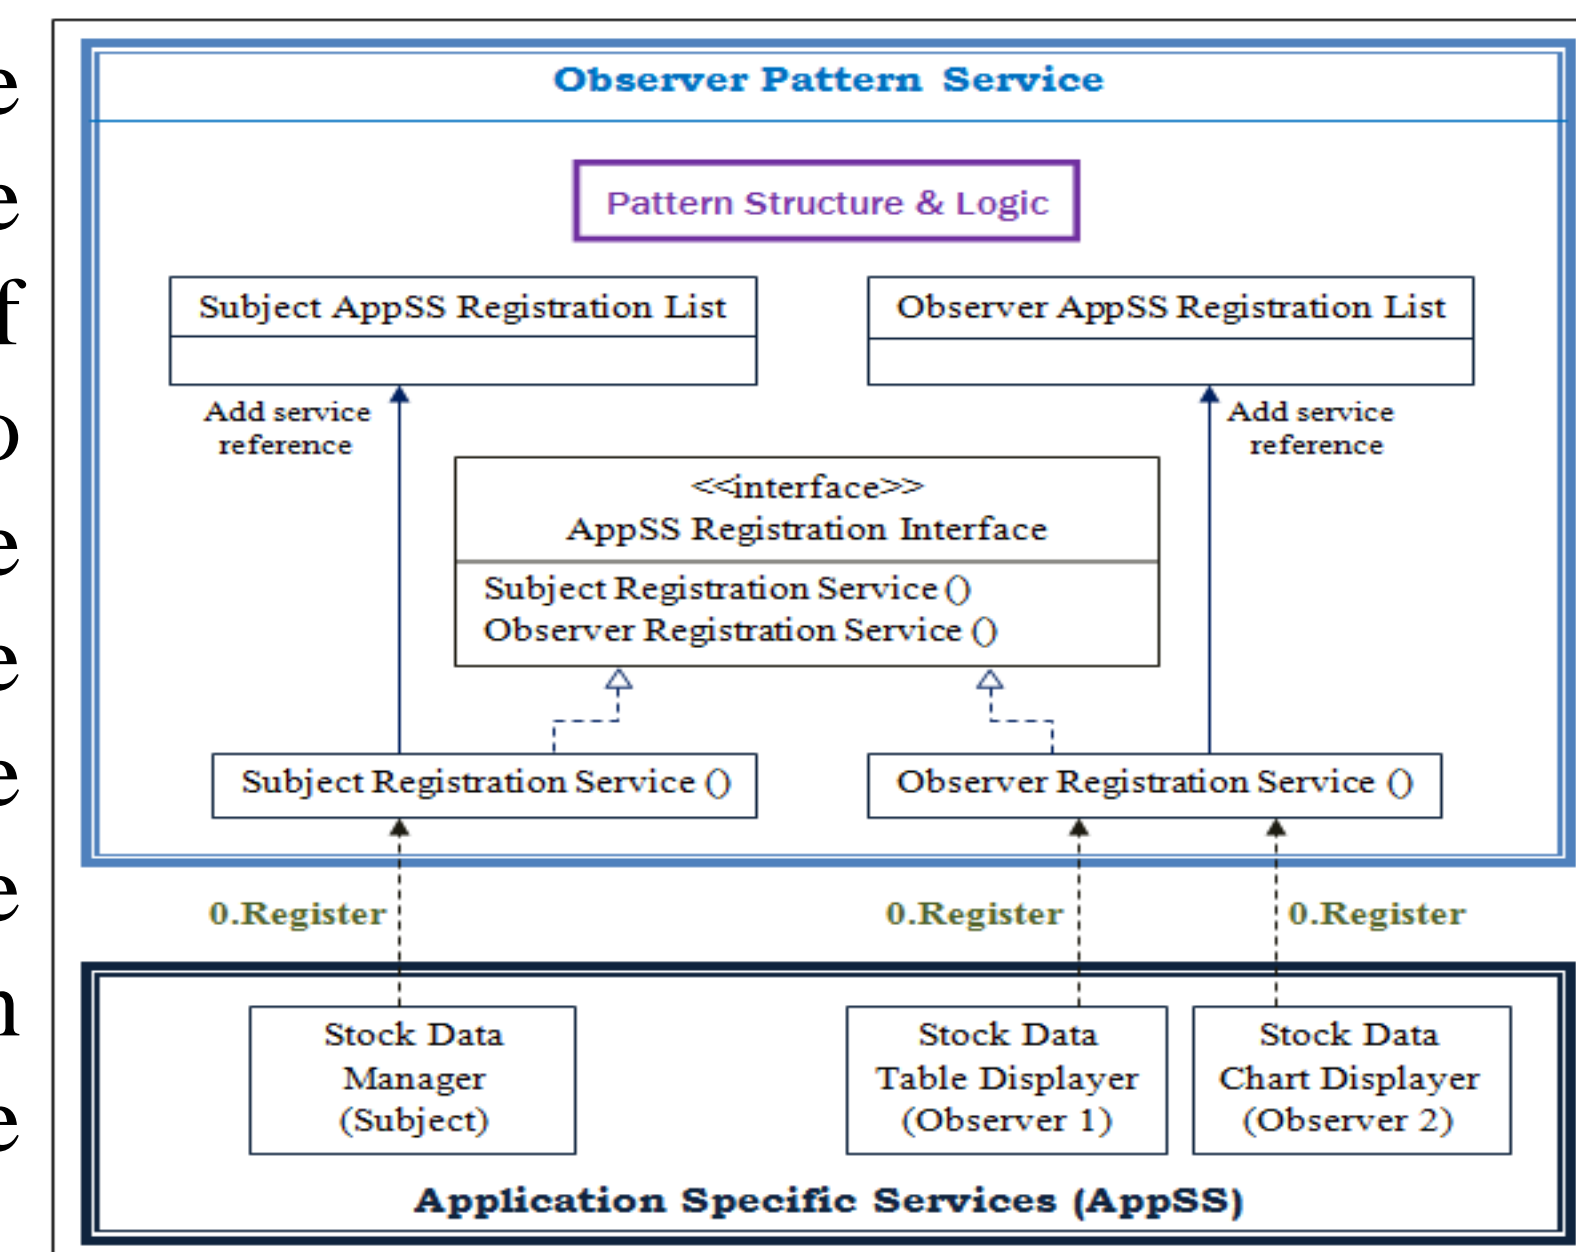 e
e
f
o
e
e
e
e
n
e
Observer Pattern Service
Pattern Structure & Logic
Subject AppSS Registration List
Observer AppSS Registration List
Add service
reference
Add service
reference
<<interface>>
AppSS Registration Interface
Subject Registration Service ()
Observer Registration Service ()
Subject Registration Service ()
Observer Registration Service ()
0.Register
0.Register
0.Register
Stock Data
Manager
(Subject)
Stock Data
Table Displayer
(Observer 1)
Stock Data
Chart Displayer
(Observer 2)
Application Specific Services (AppSS)